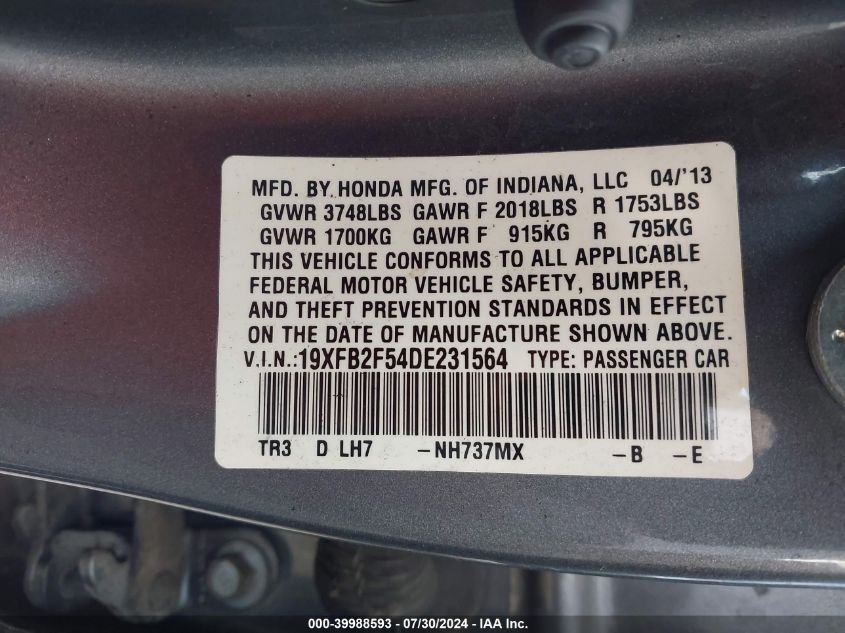 MFD. BY HONDA MFG. OF INDIANA, LLC 04/'13
GVWR 3748LBS GAWR F 2018LBS R 1753LBS
GVWR 1700KG GAWR F 915KG R 795KG
THIS VEHICLE CONFORMS TO ALL APPLICABLE
FEDERAL MOTOR VEHICLE SAFETY, BUMPER,
AND THEFT PREVENTION STANDARDS IN EFFECT
ON THE DATE OF MANUFACTURE SHOWN ABOVE.
V.I.N.:19XFB2F54DE231564 TYPE: PASSENGER CAR
TR3 D LH7 -NH737MX -B -E
000-39988593 - 07/30/2024 - IAA Inc.